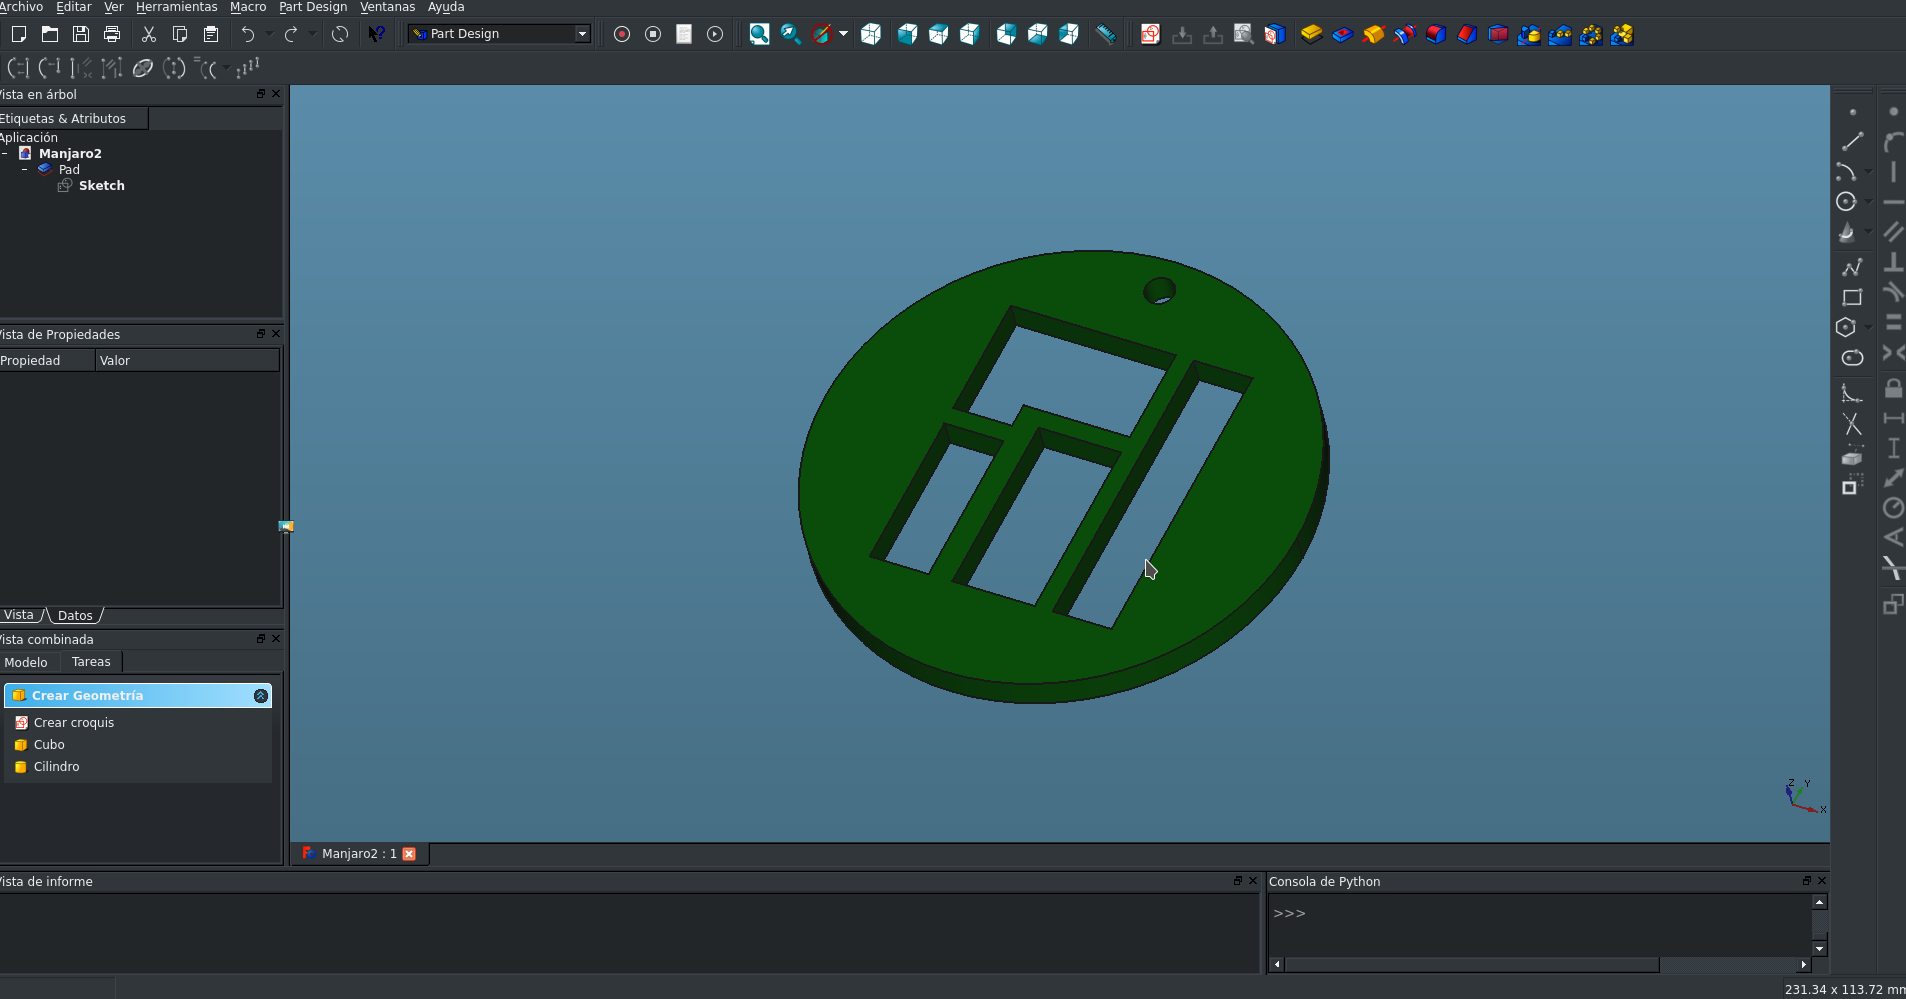 Archivo Editar Ver Herramientas Macro Part Design Ventanas Ayuda
Part Design
Vista en árbol
Etiquetas & Atributos
Aplicación
Manjaro2
Pad
Sketch
Vista de Propiedades
Propiedad Valor
Vista Datos
Vista combinada
Modelo Tareas
Crear Geometría
Crear croquis
Cubo
Cilindro
Z Y X
Manjaro2 : 1
Vista de informe
Consola de Python
>>>
231.34 x 113.72 mm